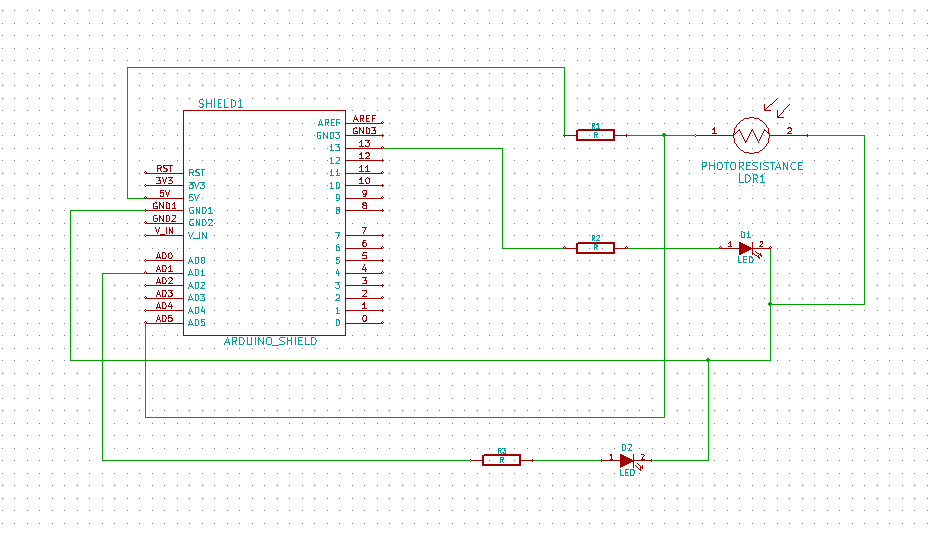 SHIELD1
AREF AREF
GND3 GND3
13 13
12 12
RST RST 11 11
3V3 3V3 10 10
5V 5V 9 9
GND1 GND1 8 8
GND2 GND2
V_IN V_IN 7 7
6 6
AD0 AD0 5 5
AD1 AD1 4 4
AD2 AD2 3 3
AD3 AD3 2 2
AD4 AD4 1 1
AD5 AD5 0 0
ARDUINO_SHIELD
R1
R
1 2
PHOTORESISTANCE
LDR1
R2
R
D1
1 2
LED
R3
R
D2
1 2
LED